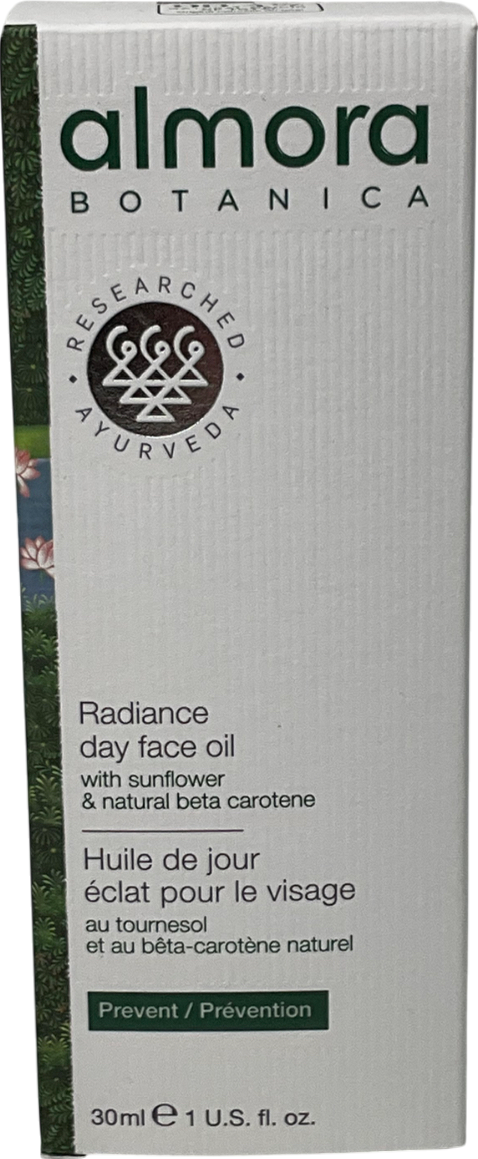 almora
BOTANICA
RESEARCHED
AYURVEDA
Radiance
day face oil
with sunflower
& natural beta carotene
Huile de jour
éclat pour le visage
au tournesol
et au bêta-carotène naturel
Prevent / Prévention
30ml ℮ 1 U.S. fl. oz.